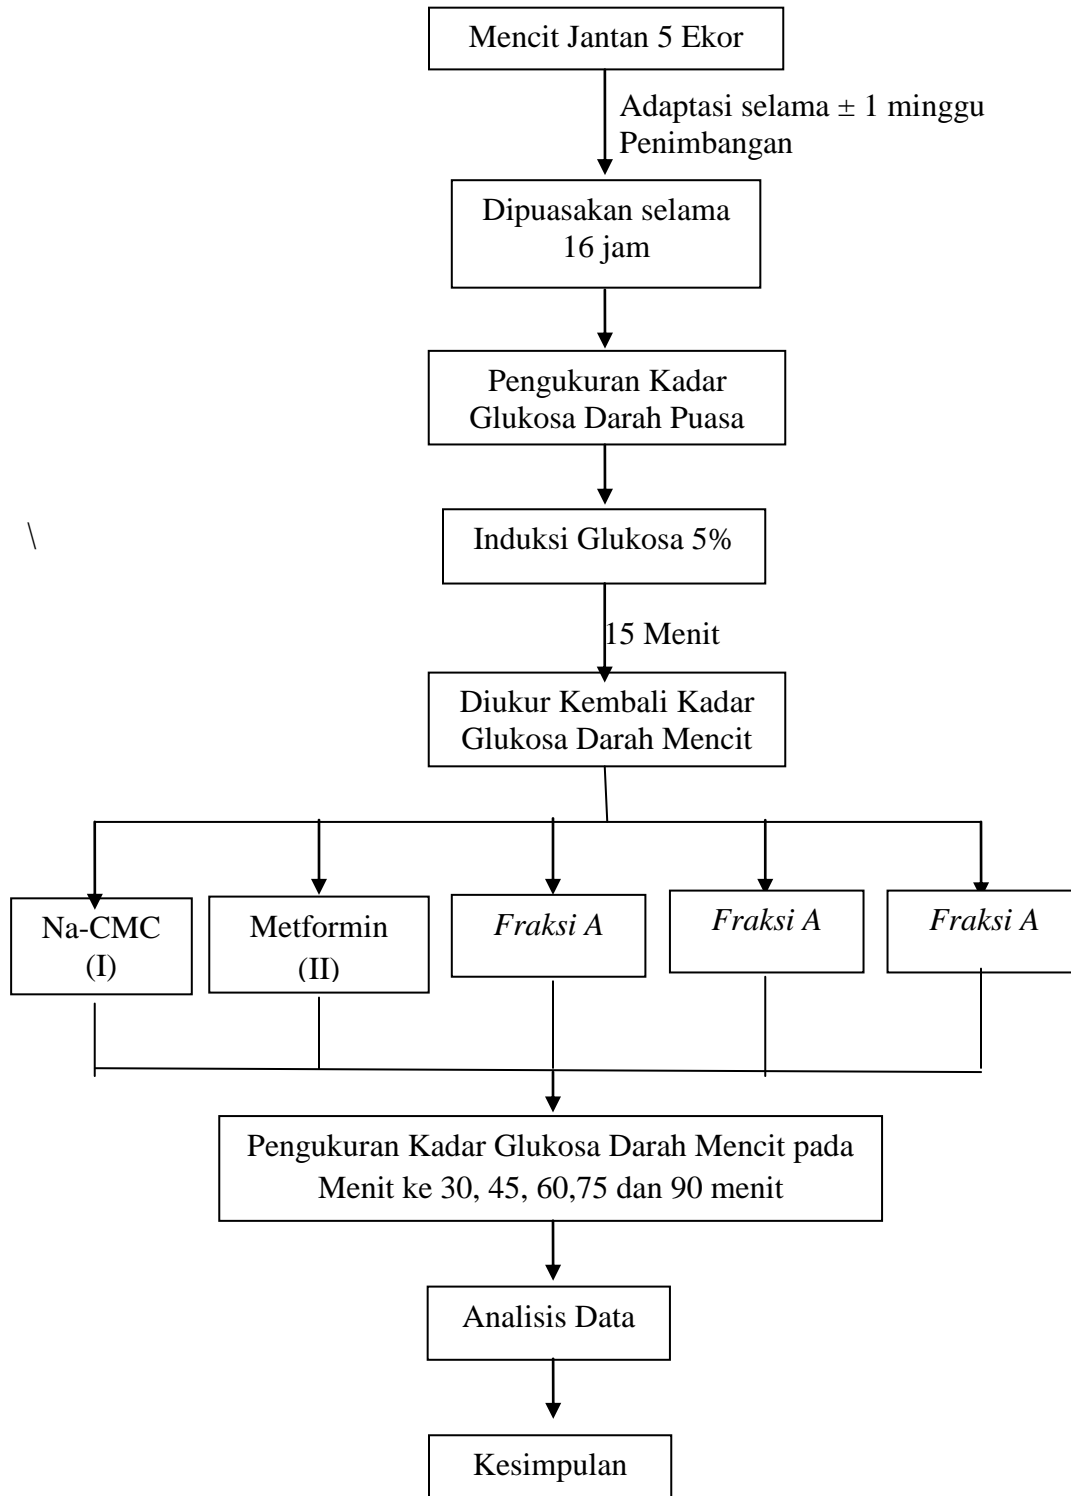 Mencit Jantan 5 Ekor
Adaptasi selama ± 1 minggu
Penimbangan
Dipuasakan selama
16 jam
Pengukuran Kadar
Glukosa Darah Puasa
\
Induksi Glukosa 5%
15 Menit
Diukur Kembali Kadar
Glukosa Darah Mencit
Na-CMC
(I)
Metformin
(II)
Fraksi A
Fraksi A
Fraksi A
Pengukuran Kadar Glukosa Darah Mencit pada
Menit ke 30, 45, 60,75 dan 90 menit
Analisis Data
Kesimpulan